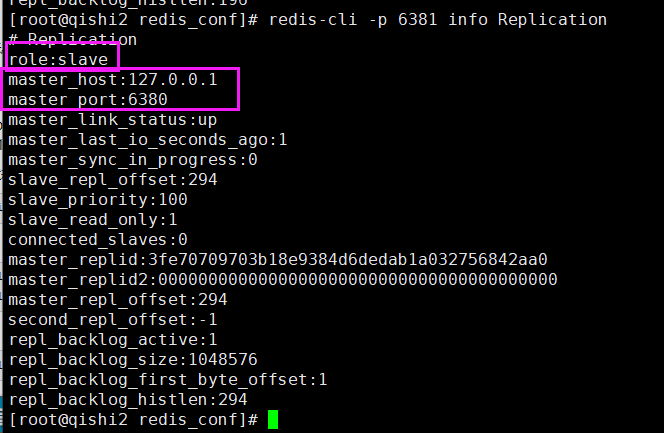 repl_backlog_histlen:196
[root@qishi2 redis_conf]# redis-cli -p 6381 info Replication
# Replication
role:slave
master_host:127.0.0.1
master_port:6380
master_link_status:up
master_last_io_seconds_ago:1
master_sync_in_progress:0
slave_repl_offset:294
slave_priority:100
slave_read_only:1
connected_slaves:0
master_replid:3fe70709703b18e9384d6dedab1a032756842aa0
master_replid2:0000000000000000000000000000000000000000
master_repl_offset:294
second_repl_offset:-1
repl_backlog_active:1
repl_backlog_size:1048576
repl_backlog_first_byte_offset:1
repl_backlog_histlen:294
[root@qishi2 redis_conf]#